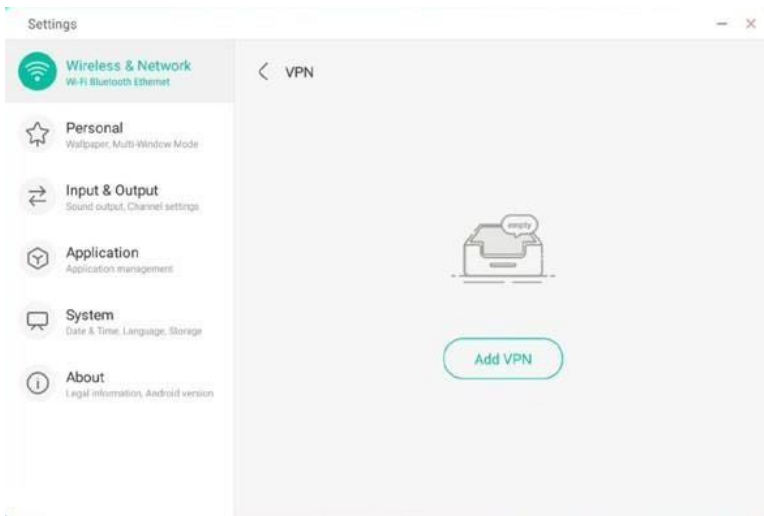 Settings
Wireless & Network
Wi-Fi Bluetooth Ethernet
VPN
Personal
Wallpaper, Multi-Window Mode
Input & Output
Sound output, Channel settings
empty
Application
Application management
System
Date & Time, Language, Storage
Add VPN
About
Legal information, Android version